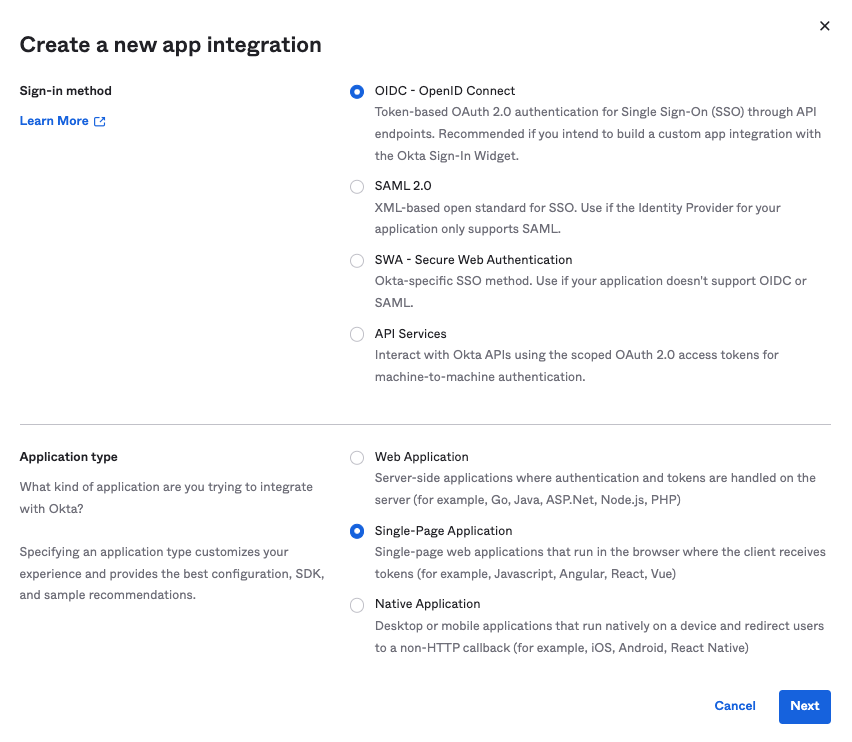 Create a new app integration
Sign-in method
Learn More
OIDC - OpenID Connect
Token-based OAuth 2.0 authentication for Single Sign-On (SSO) through API
endpoints. Recommended if you intend to build a custom app integration with
the Okta Sign-In Widget.
SAML 2.0
XML-based open standard for SSO. Use if the Identity Provider for your
application only supports SAML.
SWA - Secure Web Authentication
Okta-specific SSO method. Use if your application doesn't support OIDC or
SAML.
API Services
Interact with Okta APIs using the scoped OAuth 2.0 access tokens for
machine-to-machine authentication.
Application type
What kind of application are you trying to integrate
with Okta?
Specifying an application type customizes your
experience and provides the best configuration, SDK,
and sample recommendations.
Web Application
Server-side applications where authentication and tokens are handled on the
server (for example, Go, Java, ASP.Net, Node.js, PHP)
Single-Page Application
Single-page web applications that run in the browser where the client receives
tokens (for example, Javascript, Angular, React, Vue)
Native Application
Desktop or mobile applications that run natively on a device and redirect users
to a non-HTTP callback (for example, iOS, Android, React Native)
Cancel
Next